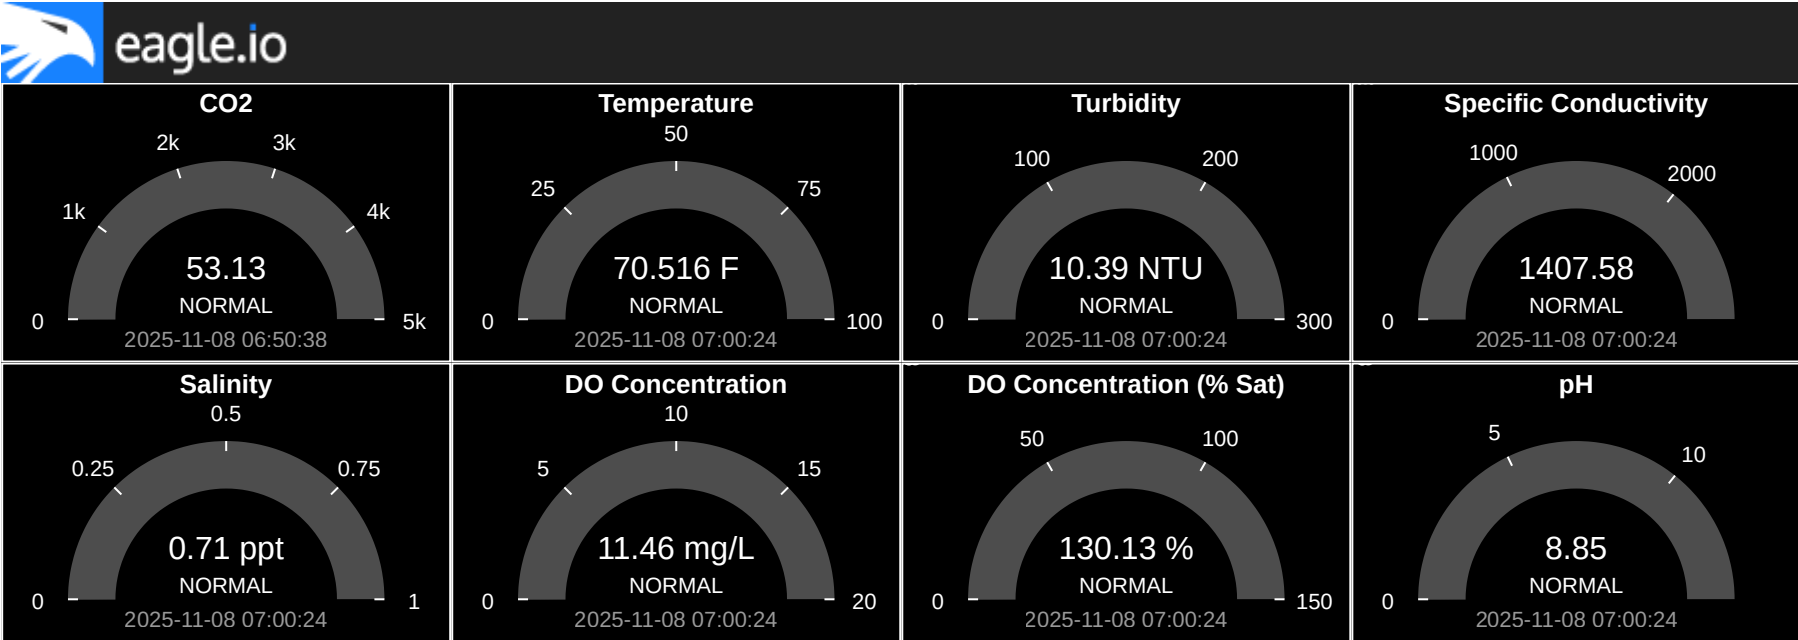 eagle.io
CO2
2k
3k
1k
4k
53.13
NORMAL
0
5k
2025-11-08 06:50:38
Temperature
50
25
75
70.516 F
NORMAL
0
100
2025-11-08 07:00:24
Turbidity
100
200
10.39 NTU
NORMAL
0
300
2025-11-08 07:00:24
Specific Conductivity
1000
2000
1407.58
NORMAL
0
2025-11-08 07:00:24
Salinity
0.5
0.25
0.75
0.71 ppt
NORMAL
0
1
2025-11-08 07:00:24
DO Concentration
10
5
15
11.46 mg/L
NORMAL
0
20
2025-11-08 07:00:24
DO Concentration (% Sat)
50
100
130.13 %
NORMAL
0
150
2025-11-08 07:00:24
pH
5
10
8.85
NORMAL
0
2025-11-08 07:00:24